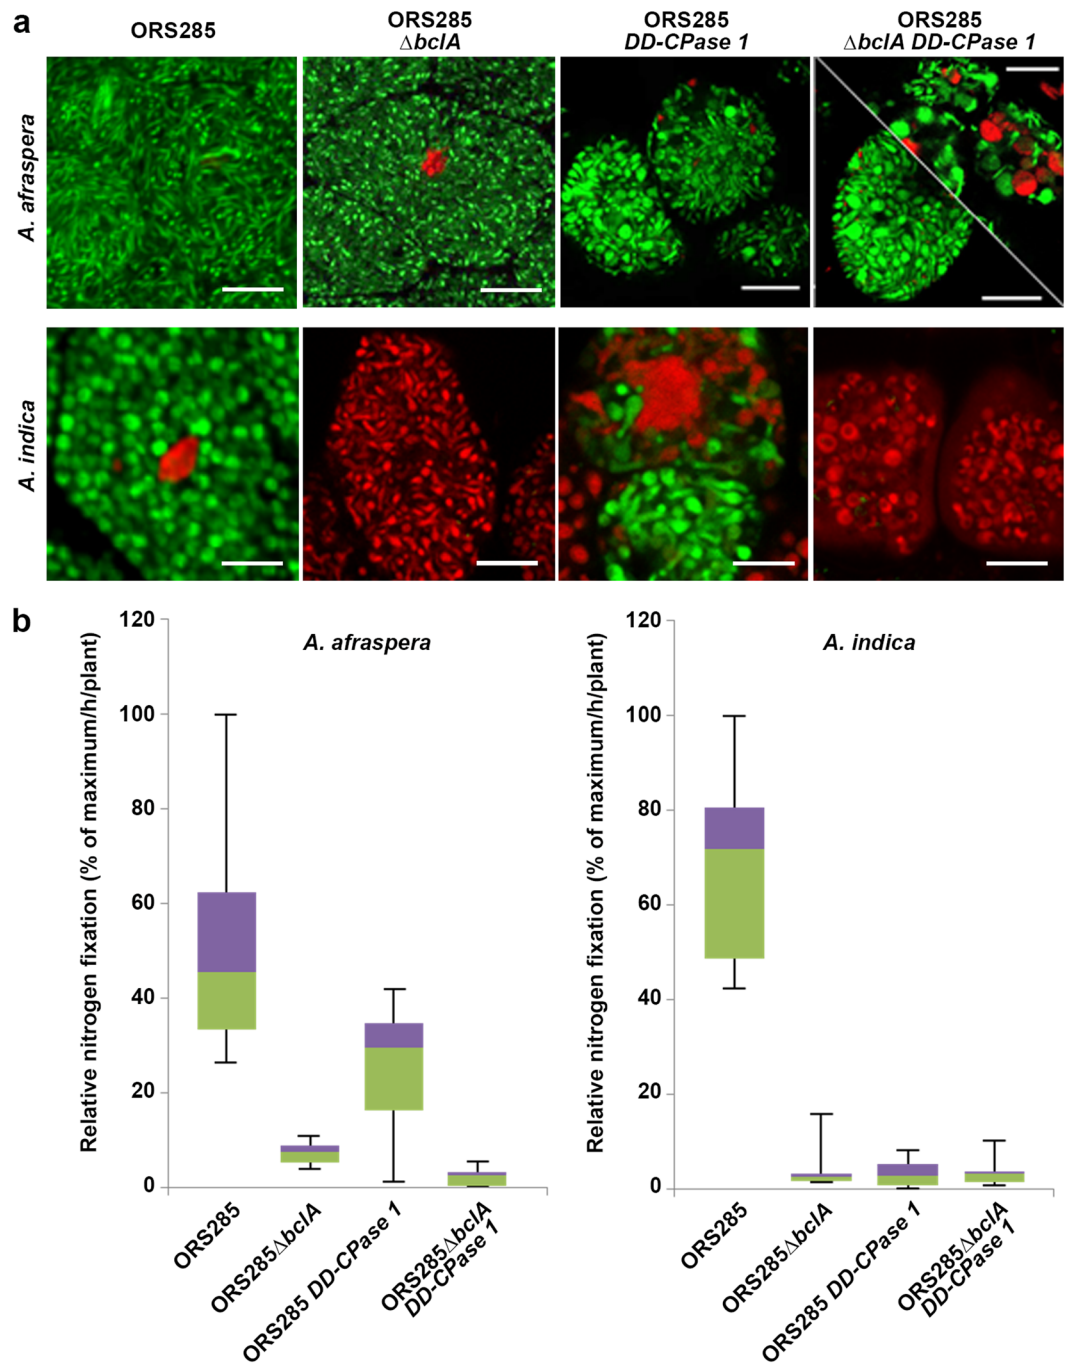 a
ORS285
ORS285
ΔbclA
ORS285
DD-CPase 1
ORS285
ΔbclA DD-CPase 1
A. afraspera
A. indica
b
Relative nitrogen fixation (% of maximum/h/plant)
120
100
80
60
40
20
0
A. afraspera
ORS285
ORS285ΔbclA
ORS285 DD-CPase 1
ORS285ΔbclA
DD-CPase 1
Relative nitrogen fixation (% of maximum/h/plant)
120
100
80
60
40
20
0
A. indica
ORS285
ORS285ΔbclA
ORS285 DD-CPase 1
ORS285ΔbclA
DD-CPase 1